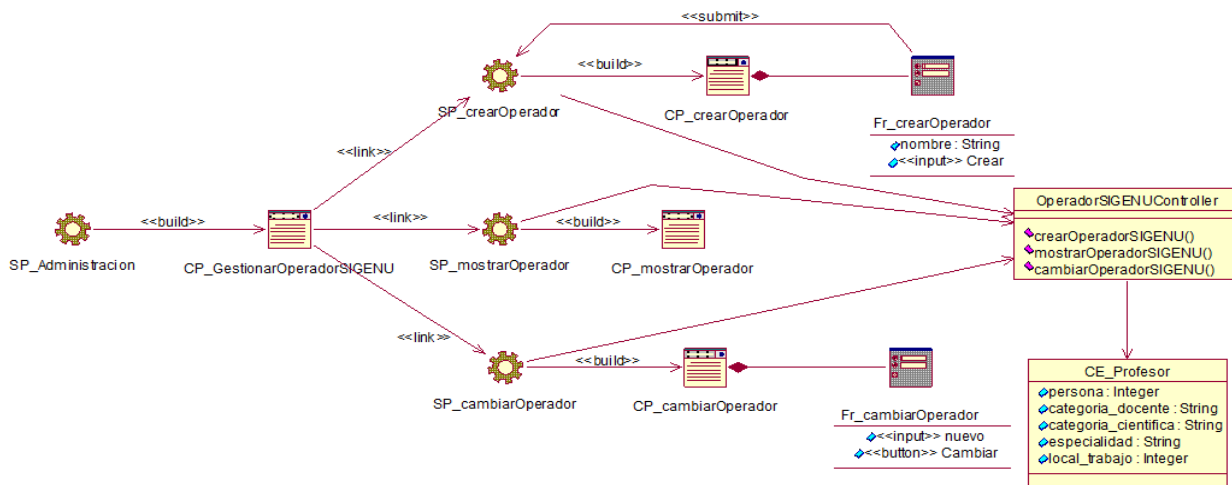 <<submit>>
<<build>>
SP_crearOperador
CP_crearOperador
Fr_crearOperador
nombre : String
<<input>> Crear
<<link>>
<<build>>
<<link>>
<<build>>
SP_Administracion
CP_GestionarOperadorSIGENU
SP_mostrarOperador
CP_mostrarOperador
OperadorSIGENUController
crearOperadorSIGENU()
mostrarOperadorSIGENU()
cambiarOperadorSIGENU()
<<link>>
<<build>>
SP_cambiarOperador
CP_cambiarOperador
Fr_cambiarOperador
<<input>> nuevo
<<button>> Cambiar
CE_Profesor
persona : Integer
categoria_docente : String
categoria_cientifica : String
especialidad : String
local_trabajo : Integer